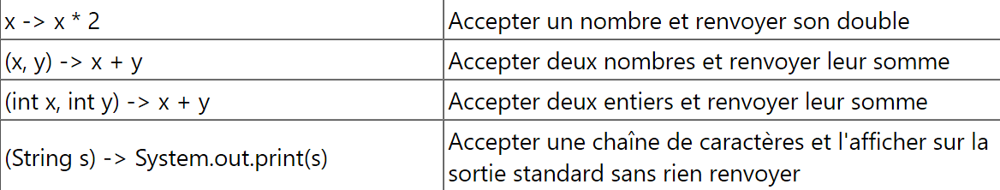 x -> x * 2 Accepter un nombre et renvoyer son double
(x, y) -> x + y Accepter deux nombres et renvoyer leur somme
(int x, int y) -> x + y Accepter deux entiers et renvoyer leur somme
(String s) -> System.out.print(s) Accepter une chaîne de caractères et l'afficher sur la
sortie standard sans rien renvoyer